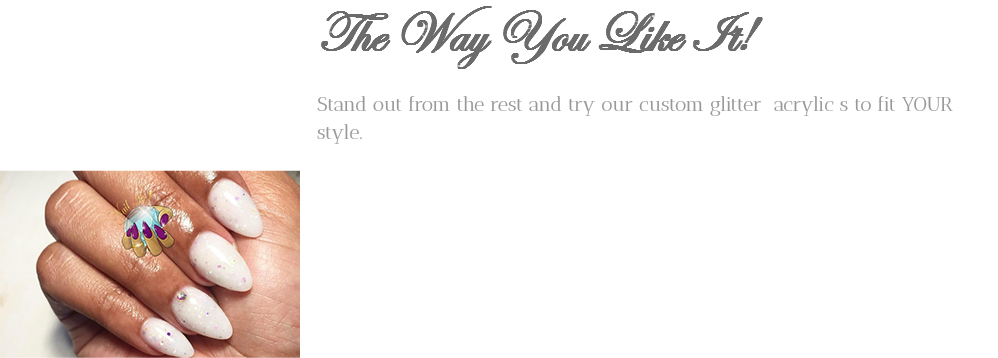 The Way You Like It!
Stand out from the rest and try our custom glitter  acrylic s to fit YOUR
style.